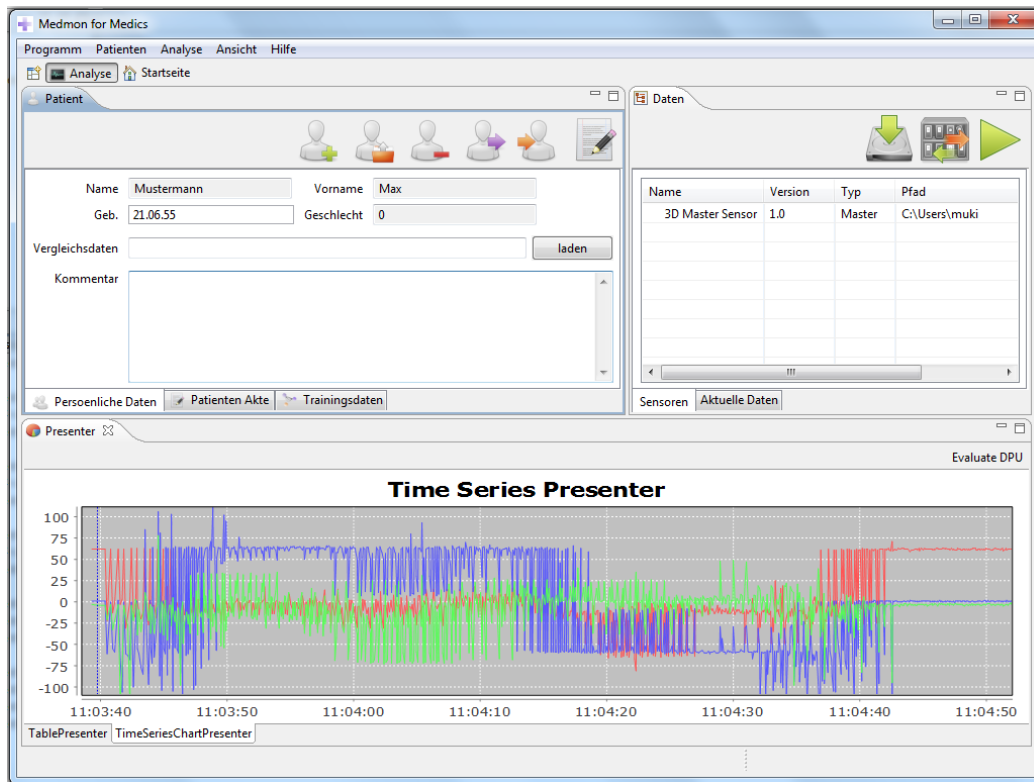 Medmon for Medics
Programm Patienten Analyse Ansicht Hilfe
Analyse Startseite
Patient
Name Mustermann Vorname Max
Geb. 21.06.55 Geschlecht 0
Vergleichsdaten laden
Kommentar
Persoenliche Daten Patienten Akte Trainingsdaten
Daten
Name Version Typ Pfad
3D Master Sensor 1.0 Master C:\Users\muki
Sensoren Aktuelle Daten
Presenter
Evaluate DPU
Time Series Presenter
100
75
50
25
0
-25
-50
-75
-100
11:03:40 11:03:50 11:04:00 11:04:10 11:04:20 11:04:30 11:04:40 11:04:50
TablePresenter TimeSeriesChartPresenter